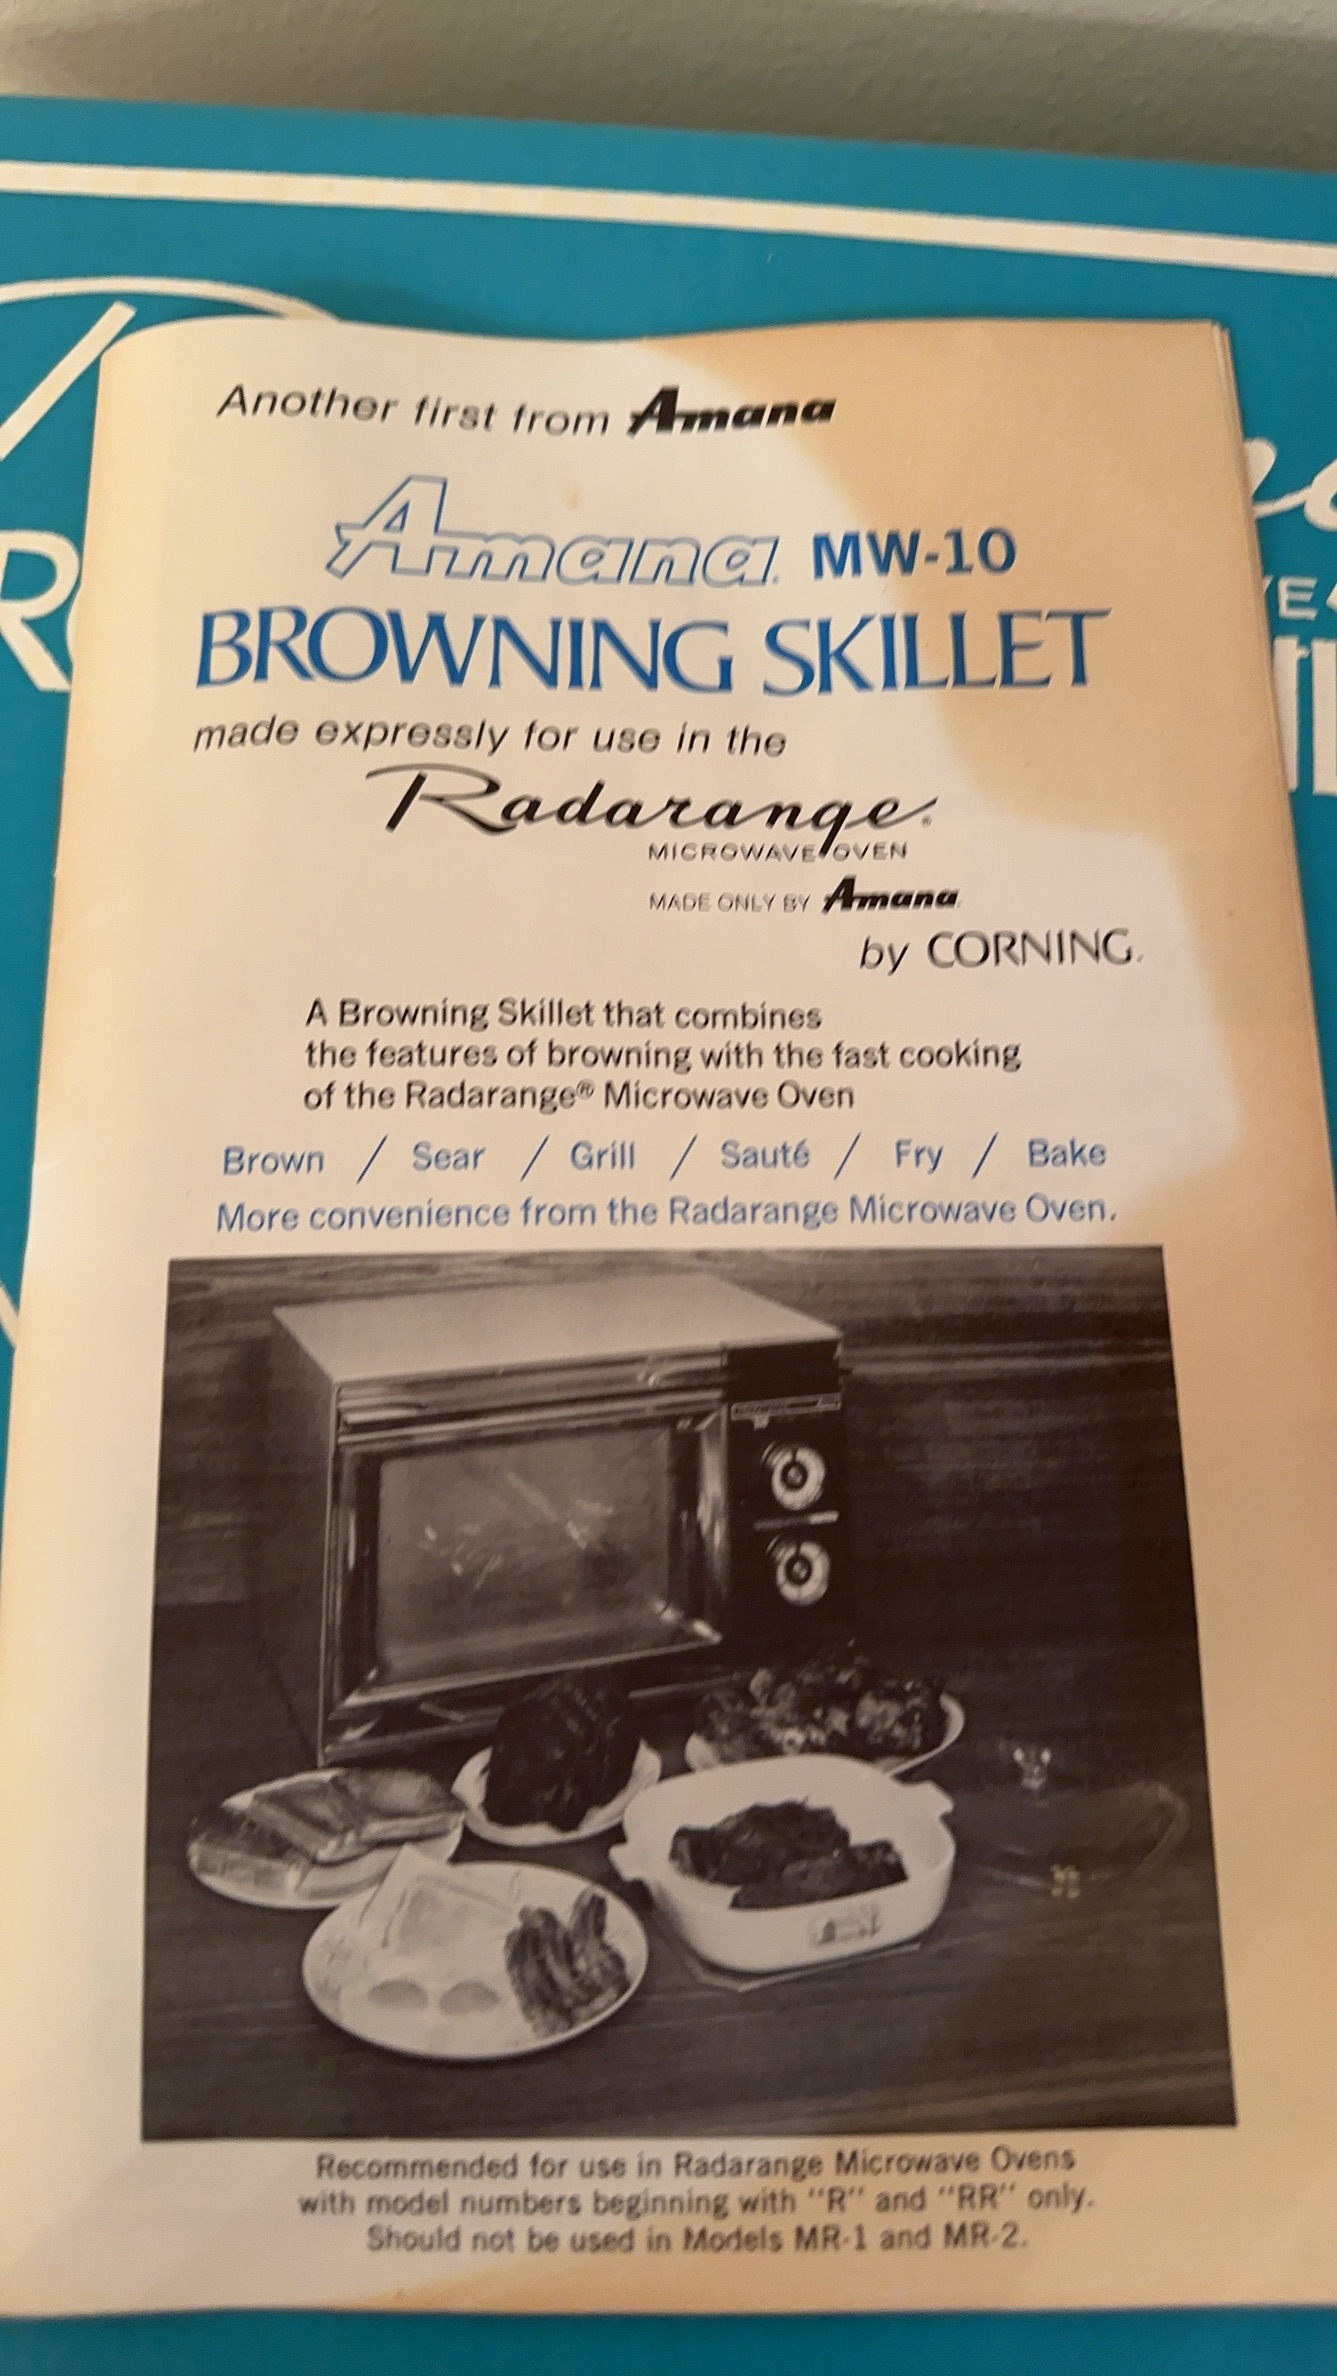 Another first from Amana
Amana® MW-10
BROWNING SKILLET
made expressly for use in the
Radarange®
MICROWAVE OVEN
MADE ONLY BY Amana
by CORNING®
A Browning Skillet that combines
the features of browning with the fast cooking
of the Radarange® Microwave Oven
Brown / Sear / Grill / Sauté / Fry / Bake
More convenience from the Radarange Microwave Oven.
Recommended for use in Radarange Microwave Ovens
with model numbers beginning with "R" and "RR" only.
Should not be used in Models MR-1 and MR-2.